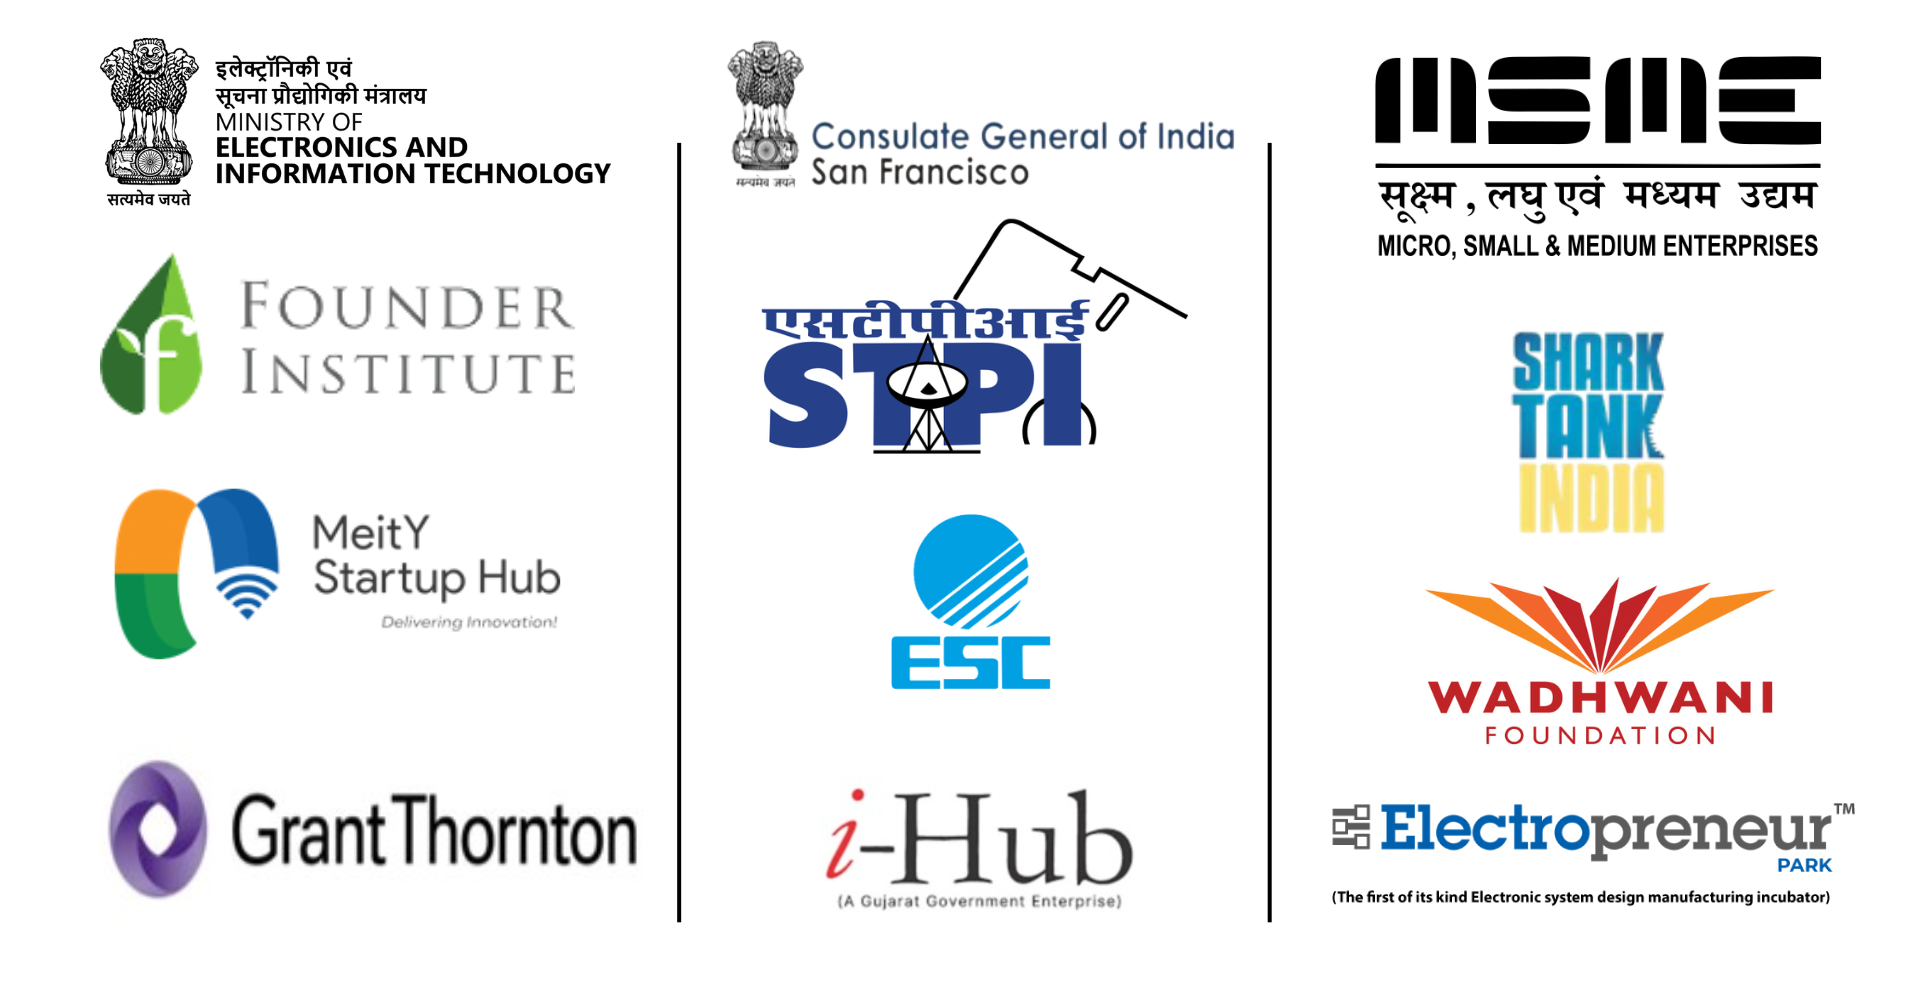 इलेक्ट्रॉनिकी एवं
सूचना प्रौद्योगिकी मंत्रालय
MINISTRY OF
ELECTRONICS AND
INFORMATION TECHNOLOGY
सत्यमेव जयते
FOUNDER
INSTITUTE
MeitY
Startup Hub
Delivering Innovation!
Grant Thornton
Consulate General of India
San Francisco
सत्यमेव जयते
एसटीपीआई
STPI
ESC
i-Hub
(A Gujarat Government Enterprise)
MSME
सूक्ष्म , लघु एवं मध्यम उद्यम
MICRO, SMALL & MEDIUM ENTERPRISES
SHARK
TANK
INDIA
WADHWANI
FOUNDATION
Electropreneur™
PARK
(The first of its kind Electronic system design manufacturing incubator)